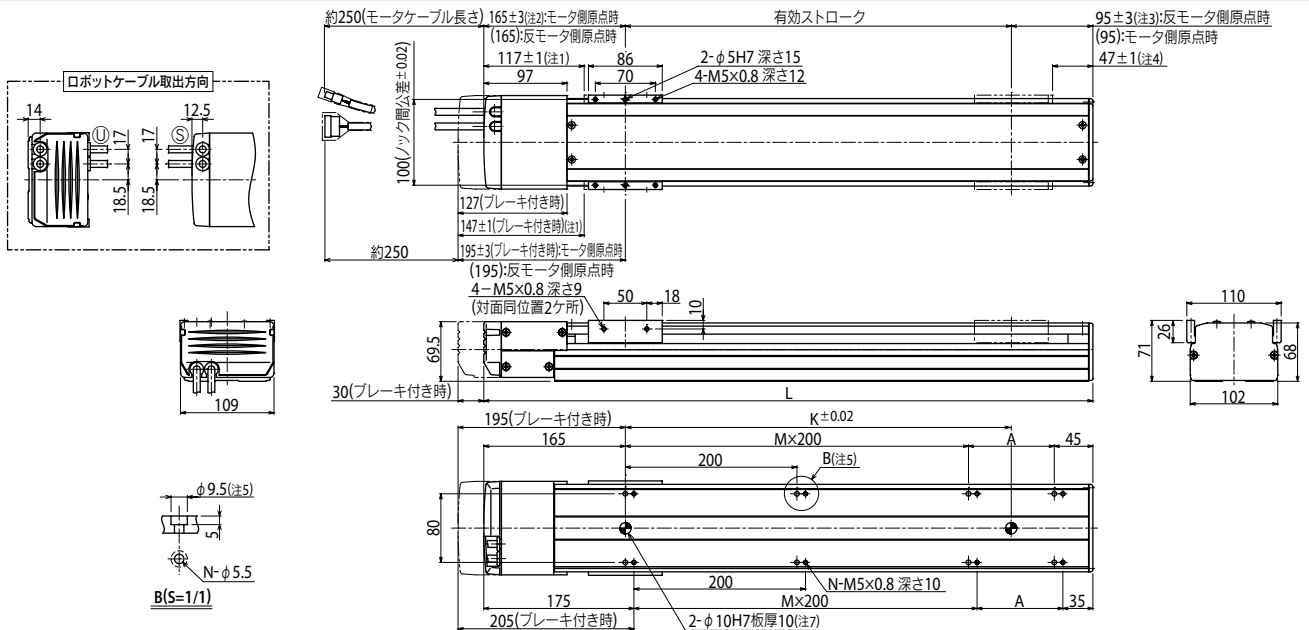 約250(モータケーブル長さ)
165±3(注2):モータ側原点時
(165):反モータ側原点時
有効ストローク
95±3(注3):反モータ側原点時
(95):モータ側原点時
117±1(注1)
86
2-φ5H7 深さ15
47±1(注4)
97
70
4-M5×0.8 深さ12
ロボットケーブル取出方向
14
12.5
U
17
17
S
18.5
18.5
100(ノック間公差±0.02)
127(ブレーキ付き時)
147±1(ブレーキ付き時)(注1)
約250
195±3(ブレーキ付き時):モータ側原点時
(195):反モータ側原点時
4-M5×0.8 深さ9
(対面同位置2ケ所)
50
18
10
69.5
109
30(ブレーキ付き時)
L
110
26
71
68
102
195(ブレーキ付き時)
K±0.02
165
M×200
A
45
200
B(注5)
φ9.5(注5)
5
N-φ5.5
B(S=1/1)
80
200
N-M5×0.8 深さ10
175
M×200
A
35
205(ブレーキ付き時)
2-φ10H7板厚10(注7)